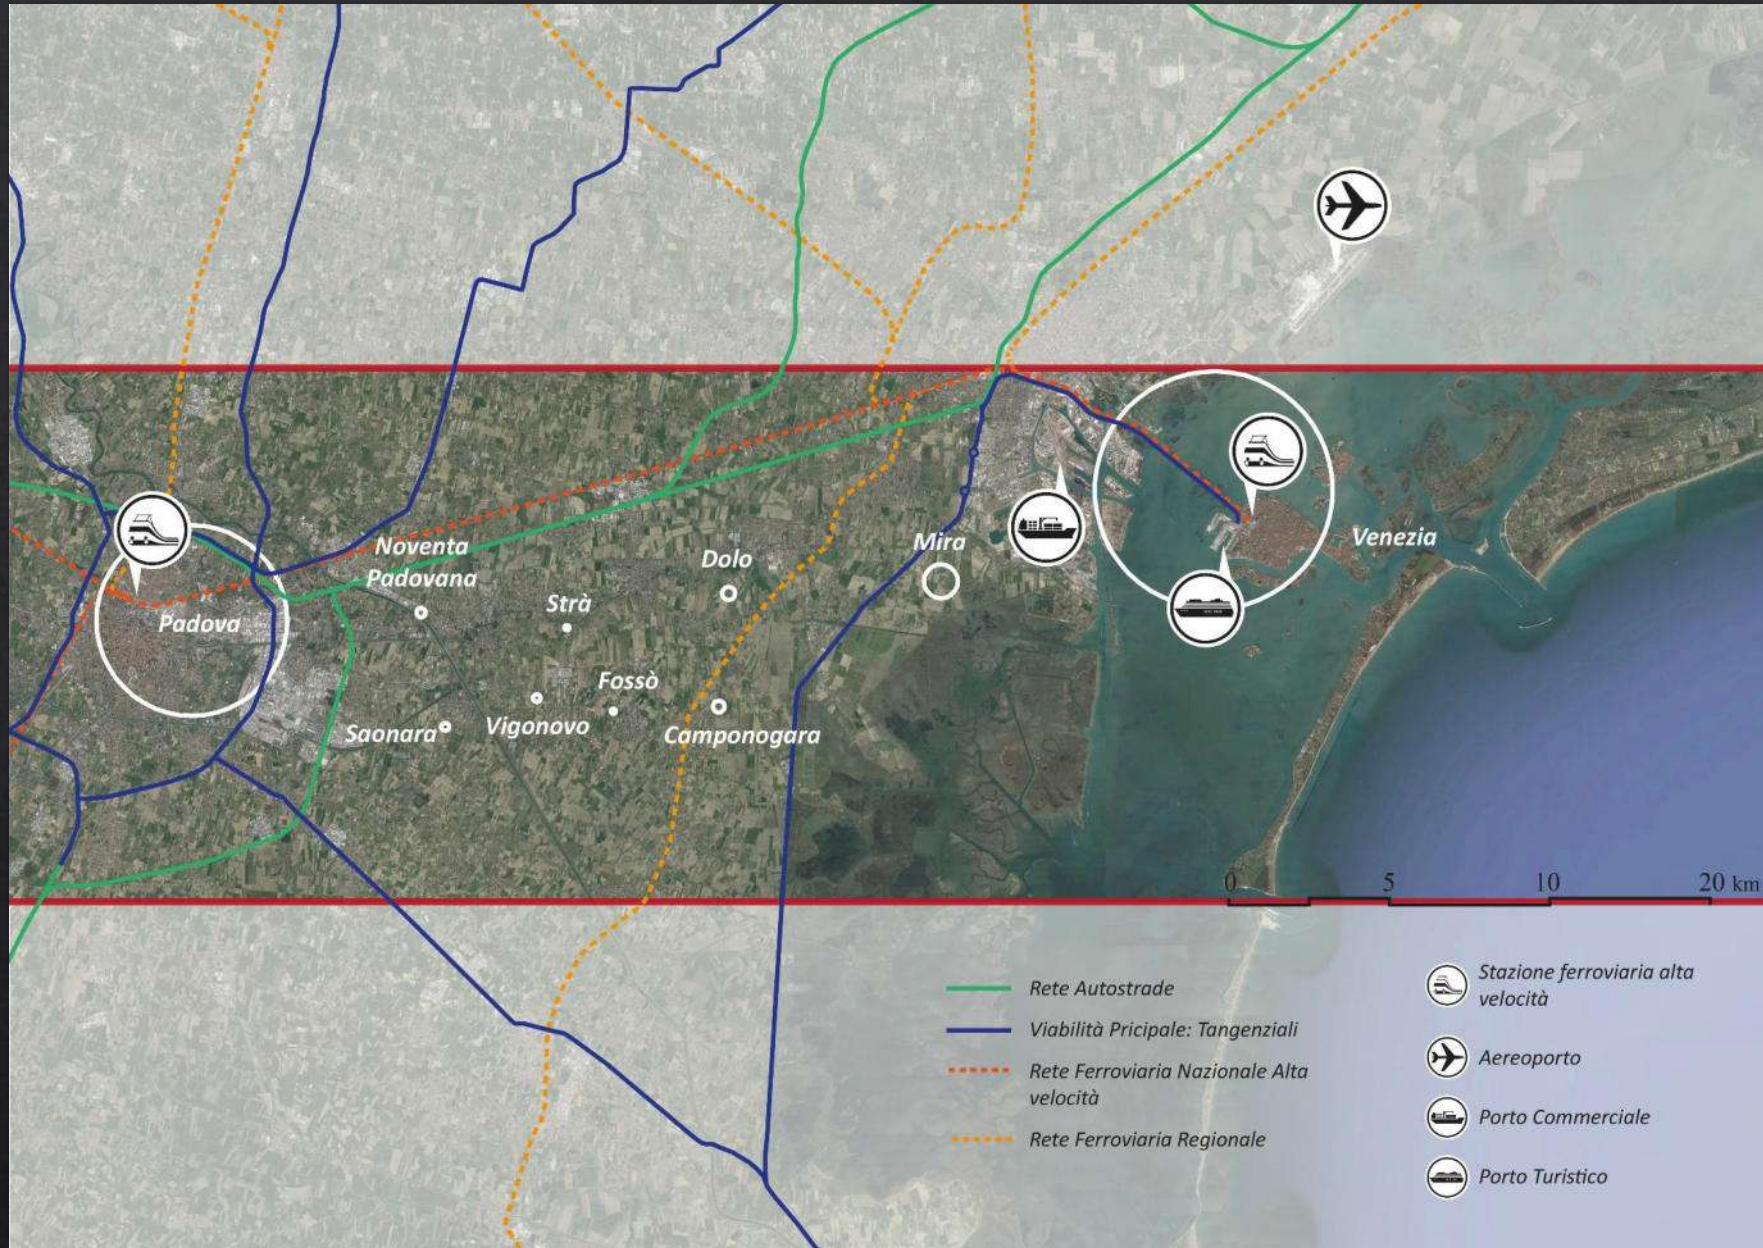 Noventa
Padovana
Dolo
Mira
Venezia
Strà
Padova
Fossò
Saonara
Vigonovo
Camponogara
0 5 10 20 km
Rete Autostrade
Viabilità Pricipale: Tangenziali
Rete Ferroviaria Nazionale Alta
velocità
Rete Ferroviaria Regionale
Stazione ferroviaria alta
velocità
Aereoporto
Porto Commerciale
Porto Turistico